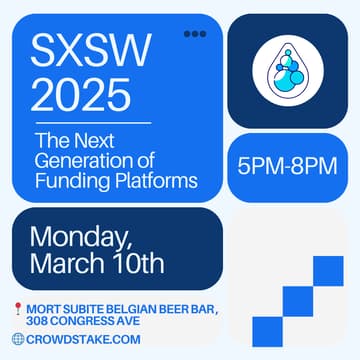 SXSW
2025
The Next
Generation of
Funding Platforms
5PM-8PM
Monday,
March 10th
MORT SUBITE BELGIAN BEER BAR,
308 CONGRESS AVE
CROWDSTAKE.COM